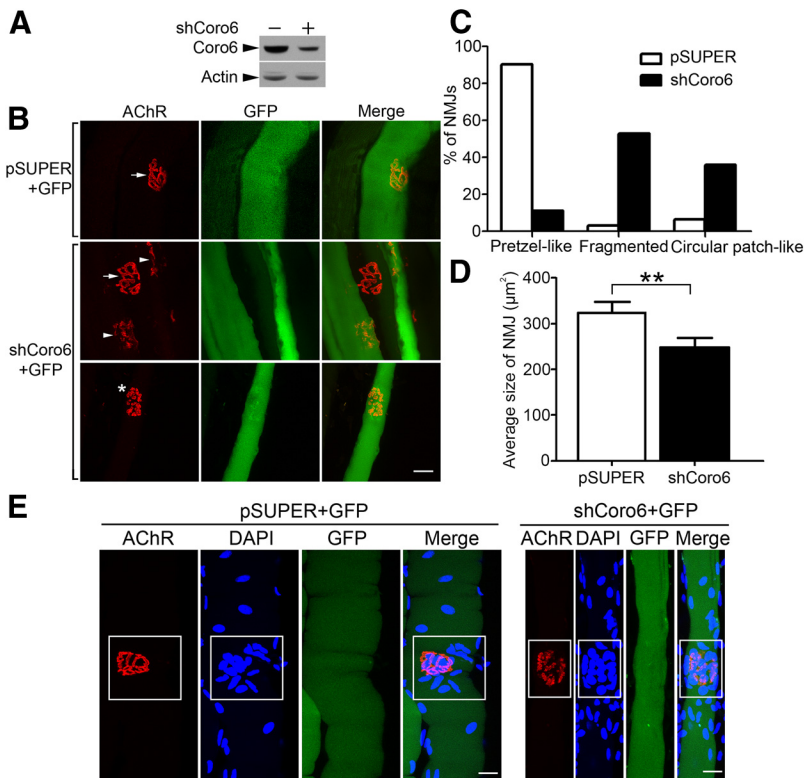 A
shCoro6 − +
Coro6
Actin
B
AChR GFP Merge
pSUPER
+GFP
shCoro6
+GFP
*
C
100
80
60
40
20
0
% of NMJs
pSUPER
shCoro6
Pretzel-like Fragmented Circular patch-like
D
400
300
200
100
0
Average size of NMJ (µm²)
**
pSUPER shCoro6
E
pSUPER+GFP
AChR DAPI GFP Merge
shCoro6+GFP
AChR DAPI GFP Merge